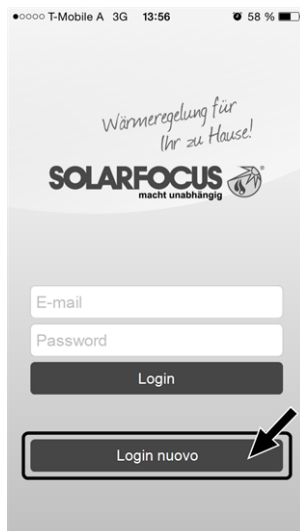 T-Mobile A 3G 13:56 58 %
Wärmeregelung für
Ihr zu Hause!
SOLARFOCUS
macht unabhängig
E-mail
Password
Login
Login nuovo